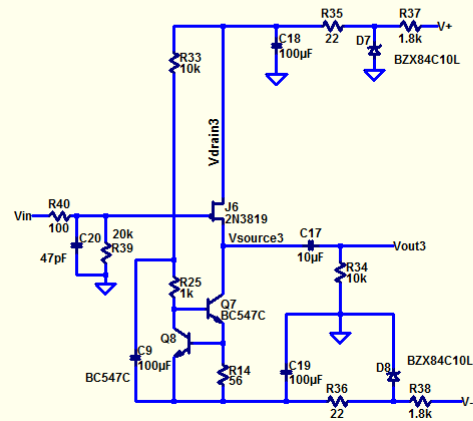 R35
22
R37
1.8k
V+
C18
100µF
D7
BZX84C10L
R33
10k
Vdrain3
J6
2N3819
Vin
R40
100
C20
47pF
20k
R39
Vsource3
C17
10µF
Vout3
R34
10k
R25
1k
Q7
BC547C
Q8
C9
100µF
BC547C
R14
56
C19
100µF
D8
BZX84C10L
R36
22
R38
1.8k
V-